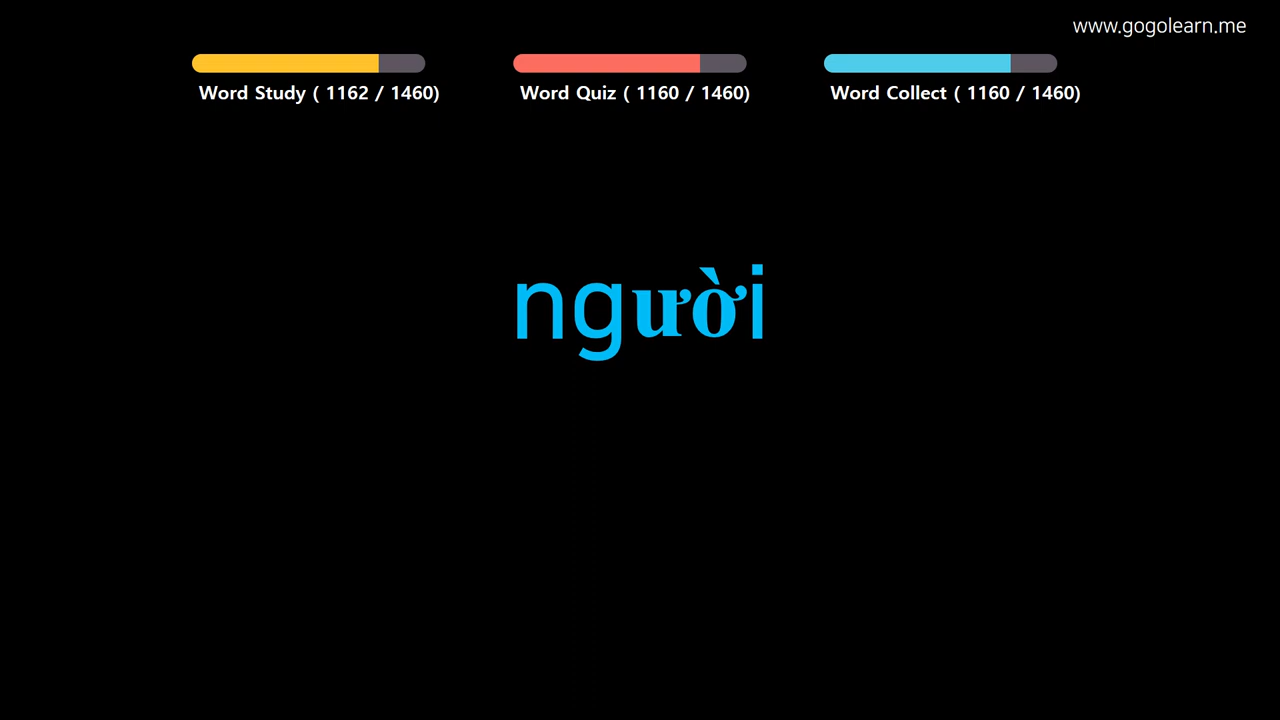 www.gogolearn.me
Word Study ( 1162 / 1460)
Word Quiz ( 1160 / 1460)
Word Collect ( 1160 / 1460)
người